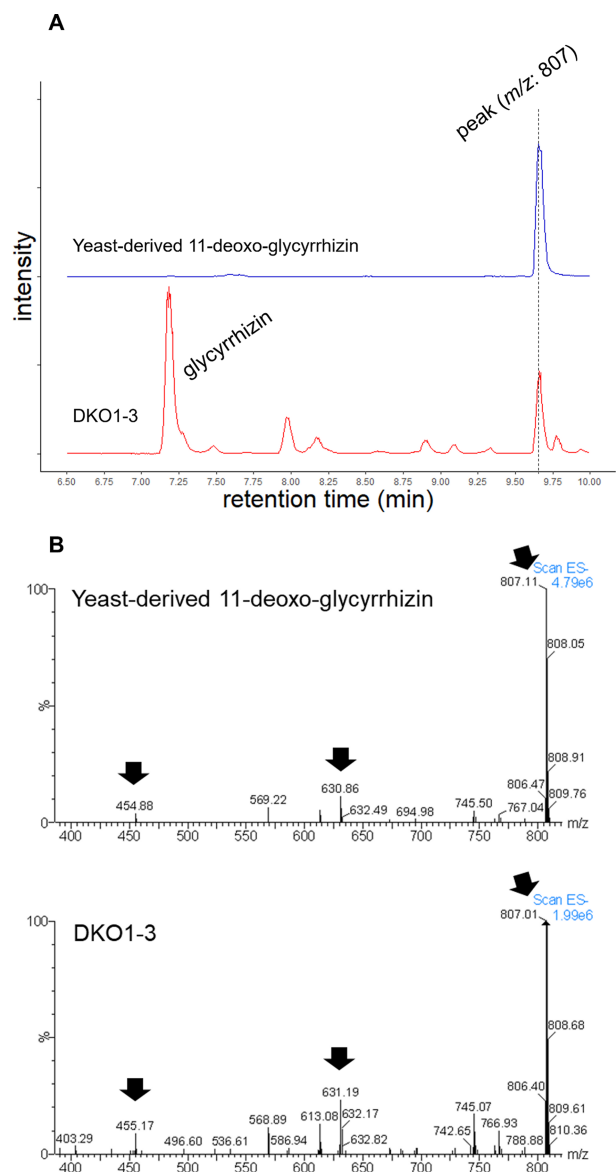 A
peak (m/z: 807)
Yeast-derived 11-deoxo-glycyrrhizin
intensity
glycyrrhizin
DKO1-3
6.50 6.75 7.00 7.25 7.50 7.75 8.00 8.25 8.50 8.75 9.00 9.25 9.50 9.75 10.00
retention time (min)
B
Scan ES-
4.79e6
100
807.11
Yeast-derived 11-deoxo-glycyrrhizin
808.05
%
808.91
454.88
569.22
630.86
632.49
694.98
745.50
767.04
806.47
809.76
0
400 450 500 550 600 650 700 750 800 m/z
Scan ES-
1.99e6
100
807.01
DKO1-3
808.68
%
806.40
809.61
810.36
403.29
455.17
496.60
536.61
568.89
586.94
613.08
631.19
632.17
632.82
742.65
745.07
766.93
788.88
0
400 450 500 550 600 650 700 750 800 m/z